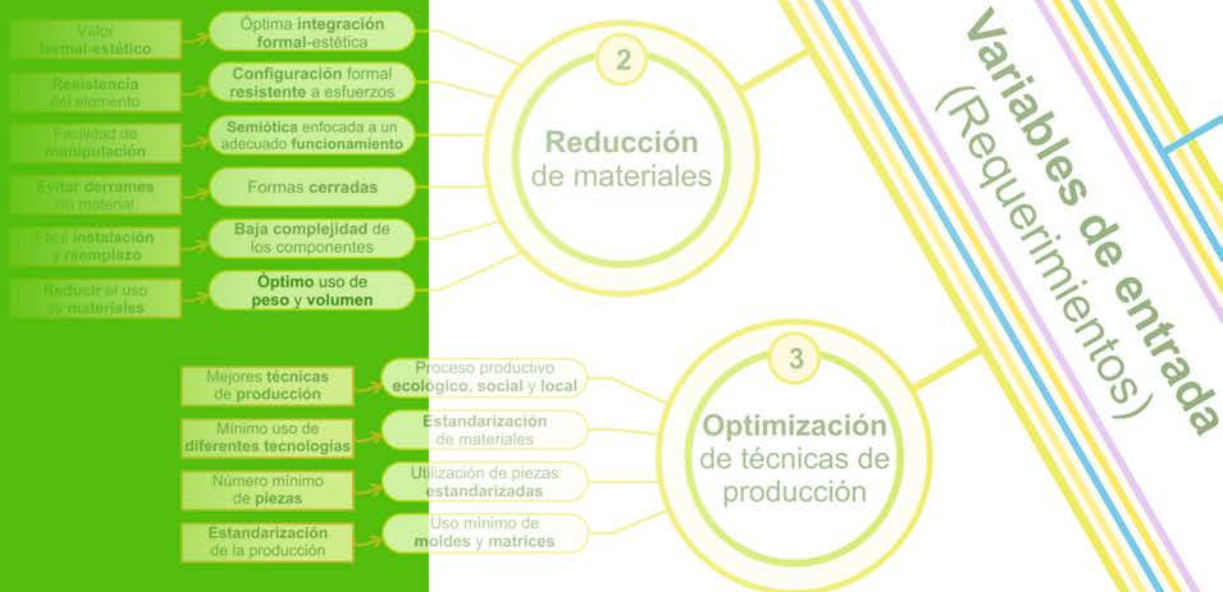 Valor
formal-estético
Óptima integración
formal-estética
Resistencia
del elemento
Configuración formal
resistente a esfuerzos
Facilidad de
manipulación
Semiótica enfocada a un
adecuado funcionamiento
Evitar derrames
de material
Formas cerradas
Fácil instalación
y reemplazo
Baja complejidad de
los componentes
Reducir el uso
de materiales
Óptimo uso de
peso y volumen
2
Reducción
de materiales
Mejores técnicas
de producción
Proceso productivo
ecológico, social y local
Mínimo uso de
diferentes tecnologías
Estandarización
de materiales
Número mínimo
de piezas
Utilización de piezas
estandarizadas
Estandarización
de la producción
Uso mínimo de
moldes y matrices
3
Optimización
de técnicas de
producción
Variables de entrada
(Requerimientos)